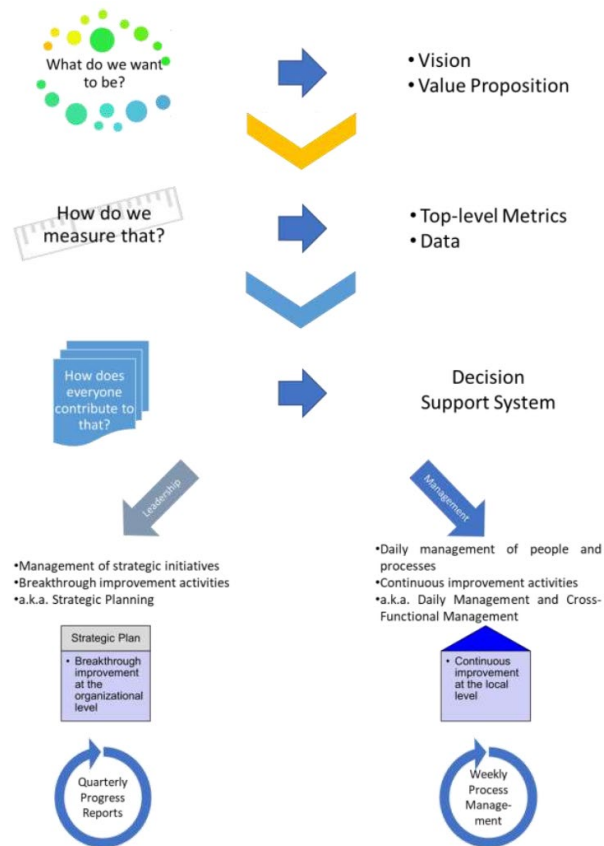 What do we want
to be?
• Vision
• Value Proposition
How do we
measure that?
• Top-level Metrics
• Data
How does
everyone
contribute to
that?
Decision
Support System
Leadership
Management
•Management of strategic initiatives
•Breakthrough improvement activities
•a.k.a. Strategic Planning
•Daily management of people and
processes
•Continuous improvement activities
•a.k.a. Daily Management and Cross-
Functional Management
Strategic Plan
• Breakthrough
improvement
at the
organizational
level
• Continuous
improvement
at the local
level
Quarterly
Progress
Reports
Weekly
Process
Manage-
ment